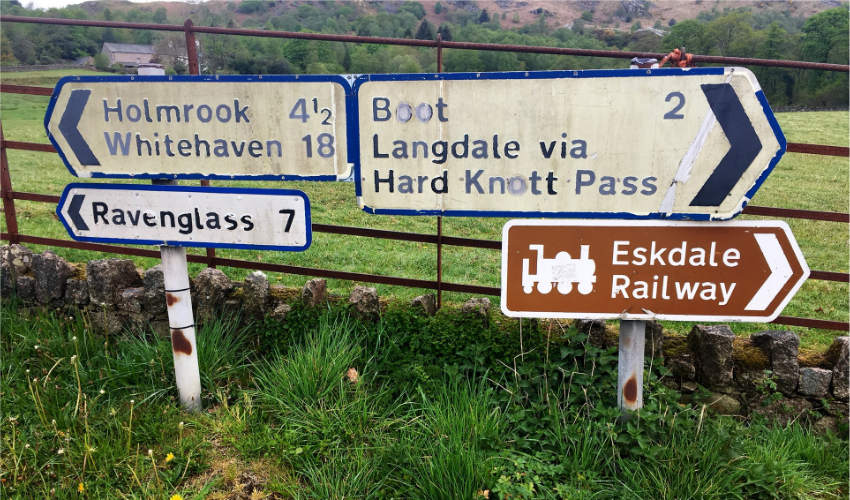 Holmrook 4½
Whitehaven 18
Ravenglass 7
Boot 2
Langdale via
Hard Knott Pass
Eskdale
Railway